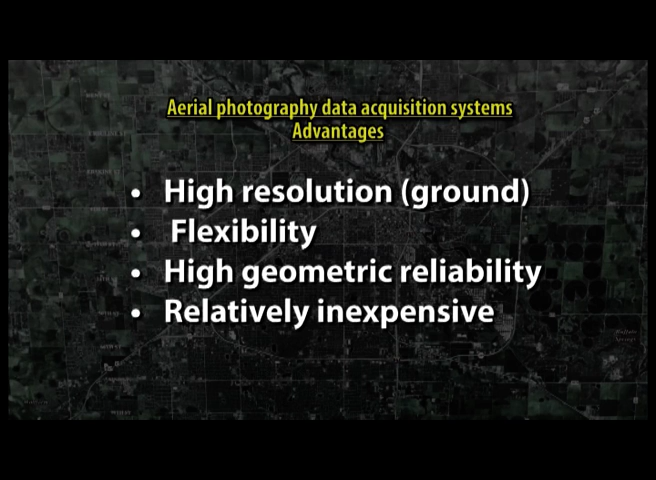 Aerial photography data acquisition systems
Advantages
• High resolution (ground)
• Flexibility
• High geometric reliability
• Relatively inexpensive